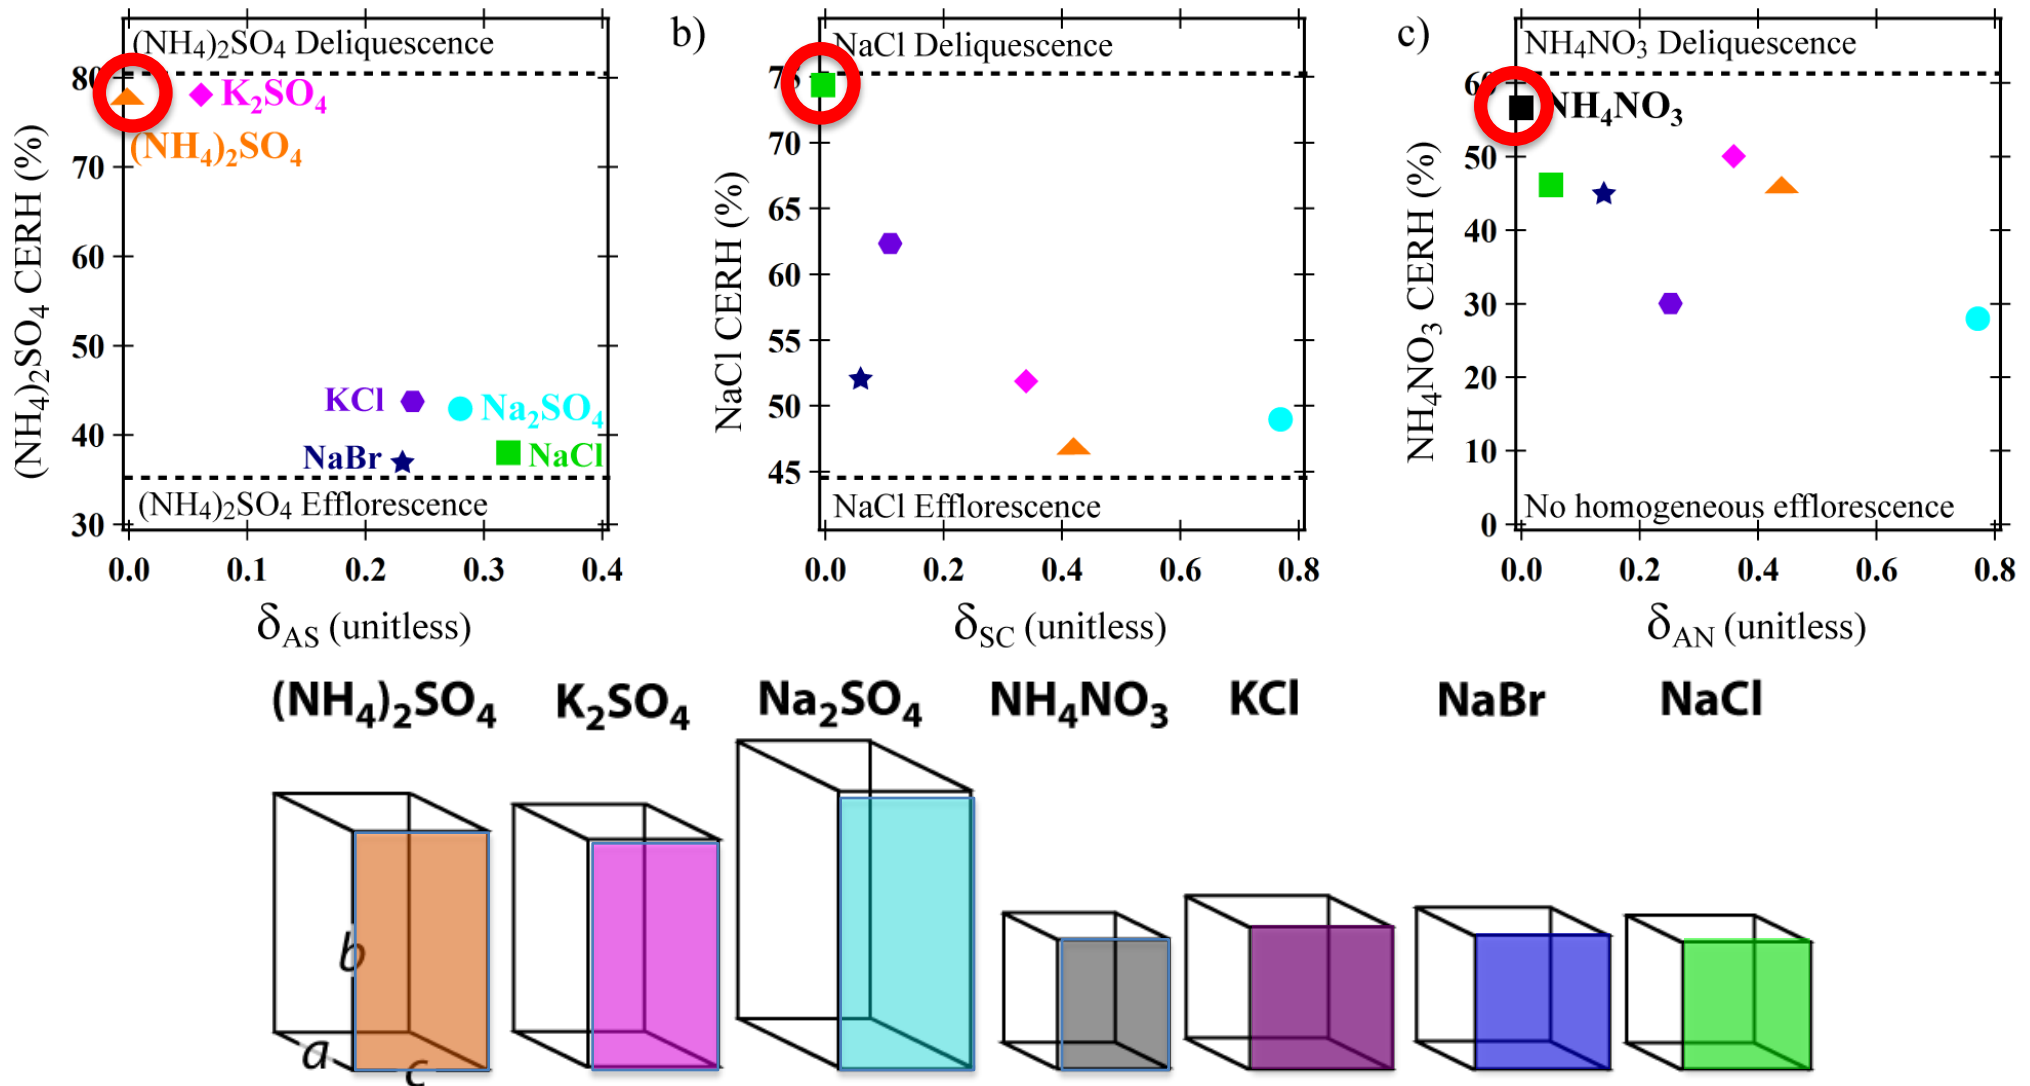 (NH4)2SO4 Deliquescence
80
K₂SO₄
(NH₄)₂SO₄
70
60
50
KCl
Na₂SO₄
40
NaBr
NaCl
(NH4)2SO4 Efflorescence
30
(NH4)2SO4 CERH (%)
0.0 0.1 0.2 0.3 0.4
δAS (unitless)
b)
NaCl Deliquescence
75
70
65
60
55
50
45
NaCl Efflorescence
NaCl CERH (%)
0.0 0.2 0.4 0.6 0.8
δSC (unitless)
c)
NH4NO3 Deliquescence
60
NH₄NO₃
50
40
30
20
10
No homogeneous efflorescence
0
NH4NO3 CERH (%)
0.0 0.2 0.4 0.6 0.8
δAN (unitless)
(NH₄)₂SO₄ K₂SO₄ Na₂SO₄ NH₄NO₃ KCl NaBr NaCl
b
a
c